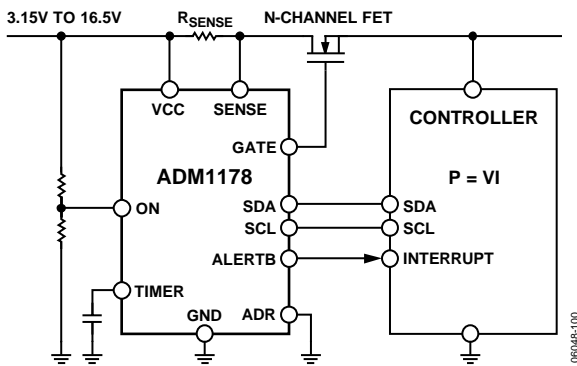 3.15V TO 16.5V
RSENSE
N-CHANNEL FET
VCC
SENSE
CONTROLLER
GATE
ADM1178
P = VI
ON
SDA
SDA
SCL
SCL
ALERTB
INTERRUPT
TIMER
GND
ADR
06048-100